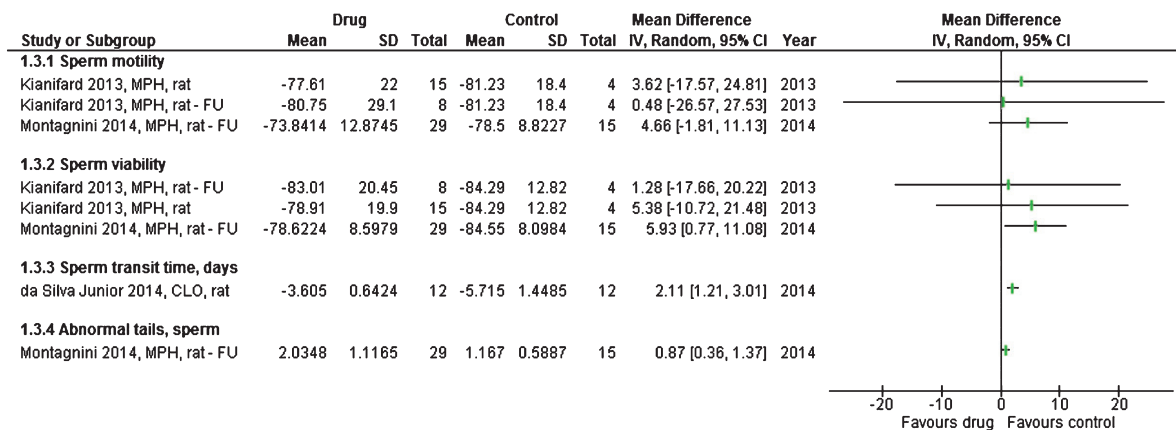 Drug Control Mean Difference Mean Difference
Study or Subgroup Mean SD Total Mean SD Total IV, Random, 95% CI Year IV, Random, 95% CI
1.3.1 Sperm motility
Kianifard 2013, MPH, rat -77.61 22 15 -81.23 18.4 4 3.62 [-17.57, 24.81] 2013
Kianifard 2013, MPH, rat - FU -80.75 29.1 8 -81.23 18.4 4 0.48 [-26.57, 27.53] 2013
Montagnini 2014, MPH, rat - FU -73.8414 12.8745 29 -78.5 8.8227 15 4.66 [-1.81, 11.13] 2014
1.3.2 Sperm viability
Kianifard 2013, MPH, rat - FU -83.01 20.45 8 -84.29 12.82 4 1.28 [-17.66, 20.22] 2013
Kianifard 2013, MPH, rat -78.91 19.9 15 -84.29 12.82 4 5.38 [-10.72, 21.48] 2013
Montagnini 2014, MPH, rat - FU -78.6224 8.5979 29 -84.55 8.0984 15 5.93 [0.77, 11.08] 2014
1.3.3 Sperm transit time, days
da Silva Junior 2014, CLO, rat -3.605 0.6424 12 -5.715 1.4485 12 2.11 [1.21, 3.01] 2014
1.3.4 Abnormal tails, sperm
Montagnini 2014, MPH, rat - FU 2.0348 1.1165 29 1.167 0.5887 15 0.87 [0.36, 1.37] 2014
-20 -10 0 10 20
Favours drug Favours control